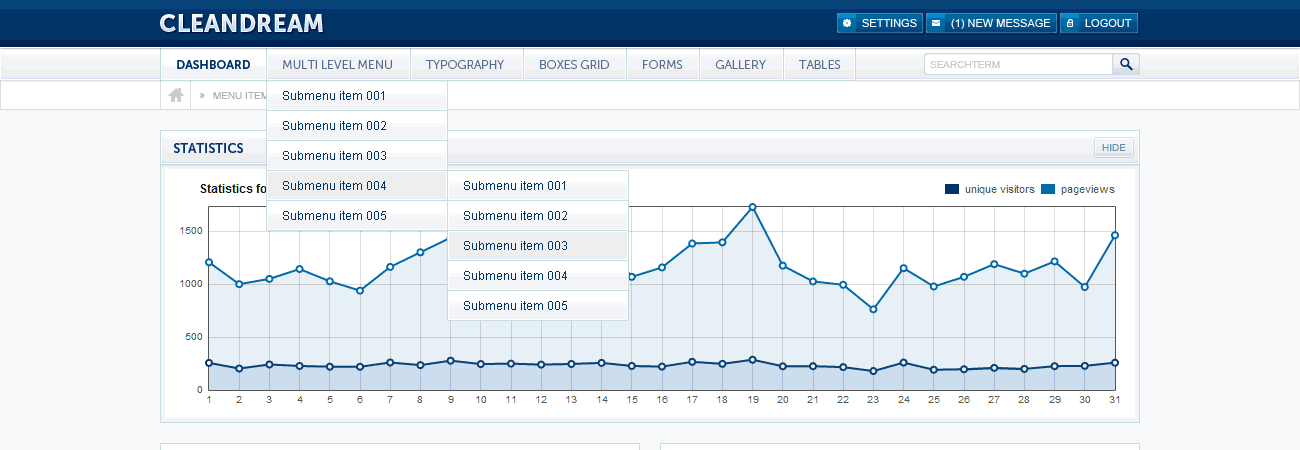 CLEANDREAM
SETTINGS (1) NEW MESSAGE LOGOUT
DASHBOARD MULTI LEVEL MENU TYPOGRAPHY BOXES GRID FORMS GALLERY TABLES SEARCHTERM
» MENU ITEM
Submenu item 001
Submenu item 002
Submenu item 003
Submenu item 004
Submenu item 005
Submenu item 001
Submenu item 002
Submenu item 003
Submenu item 004
Submenu item 005
STATISTICS HIDE
Statistics fo
unique visitors pageviews
1500
1000
500
0
1 2 3 4 5 6 7 8 9 10 11 12 13 14 15 16 17 18 19 20 21 22 23 24 25 26 27 28 29 30 31